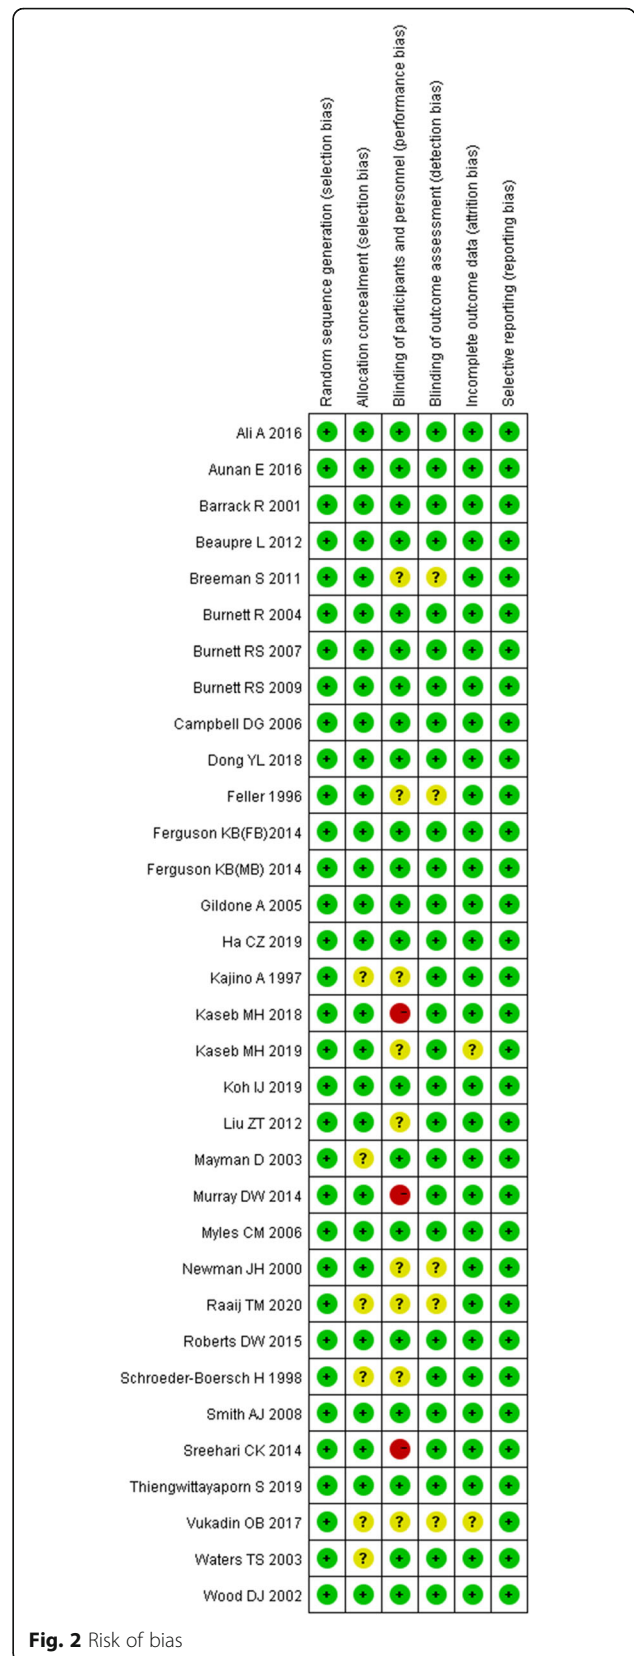 Random sequence generation (selection bias)
Allocation concealment (selection bias)
Blinding of participants and personnel (performance bias)
Blinding of outcome assessment (detection bias)
Incomplete outcome data (attrition bias)
Selective reporting (reporting bias)
Ali A 2016 + + + + + +
Aunan E 2016 + + + + + +
Barrack R 2001 + + + + + +
Beaupre L 2012 + + + + + +
Breeman S 2011 + + ? ? + +
Burnett R 2004 + + + + + +
Burnett RS 2007 + + + + + +
Burnett RS 2009 + + + + + +
Campbell DG 2006 + + + + + +
Dong YL 2018 + + + + + +
Feller 1996 + + ? ? + +
Ferguson KB(FB)2014 + + + + + +
Ferguson KB(MB) 2014 + + + + + +
Gildone A 2005 + + + + + +
Ha CZ 2019 + + + + + +
Kajino A 1997 + ? ? + + +
Kaseb MH 2018 + + - + + +
Kaseb MH 2019 + + ? + ? +
Koh IJ 2019 + + + + + +
Liu ZT 2012 + + ? + + +
Mayman D 2003 + ? + + + +
Murray DW 2014 + + - + + +
Myles CM 2006 + + + + + +
Newman JH 2000 + + ? ? + +
Raaij TM 2020 + ? ? ? + +
Roberts DW 2015 + + + + + +
Schroeder-Boersch H 1998 + ? ? + + +
Smith AJ 2008 + + + + + +
Sreehari CK 2014 + + - + + +
Thiengwittayaporn S 2019 + + + + + +
Vukadin OB 2017 + ? ? ? ? +
Waters TS 2003 + ? + + + +
Wood DJ 2002 + + + + + +
Fig. 2 Risk of bias